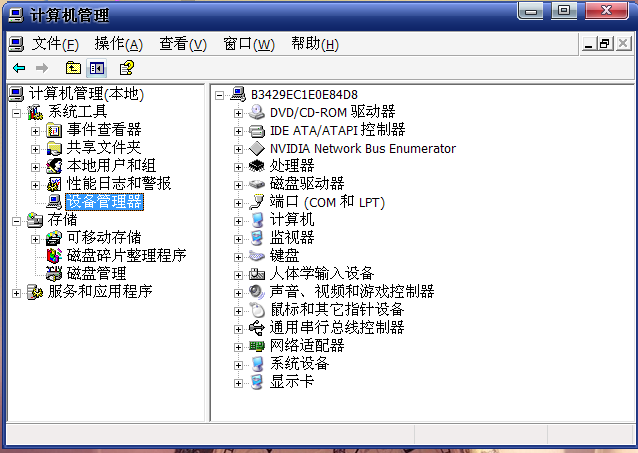 计算机管理
文件(F) 操作(A) 查看(V) 窗口(W) 帮助(H)
计算机管理(本地)
系统工具
事件查看器
共享文件夹
本地用户和组
性能日志和警报
设备管理器
存储
可移动存储
磁盘碎片整理程序
磁盘管理
服务和应用程序
B3429EC1E0E84D8
DVD/CD-ROM 驱动器
IDE ATA/ATAPI 控制器
NVIDIA Network Bus Enumerator
处理器
磁盘驱动器
端口 (COM 和 LPT)
计算机
监视器
键盘
人体学输入设备
声音、视频和游戏控制器
鼠标和其它指针设备
通用串行总线控制器
网络适配器
系统设备
显示卡